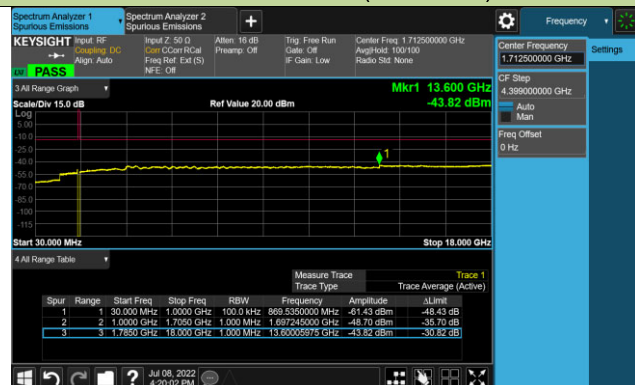 Spectrum Analyzer 1
Spurious Emissions
Spectrum Analyzer 2
Spurious Emissions
+
Frequency
KEYSIGHT
Input: RF
Coupling: DC
Align: Auto
Input Z: 50 Ω
Corr CCorr RCal
Freq Ref: Ext (S)
NFE: Off
Atten: 18 dB
Preamp: Off
Trig: Free Run
Gate: Off
IF Gain: Low
Center Freq: 1.712500000 GHz
Avg|Hold: 100/100
Radio Std: None
PASS
Center Frequency
1.712500000 GHz
Settings
CF Step
4.399000000 GHz
Auto
Man
Freq Offset
0 Hz
3 All Range Graph
Mkr1 13.600 GHz
-43.82 dBm
Scale/Div 15.0 dB
Ref Value 20.00 dBm
Log
5.00
-10.0
-25.0
-40.0
-55.0
-70.0
-85.0
-100
-115
1
Start 30.000 MHz
Stop 18.000 GHz
4 All Range Table
Measure Trace Trace 1
Trace Type Trace Average (Active)
Spur Range Start Freq Stop Freq RBW Frequency Amplitude ΔLimit
1 1 30.000 MHz 1.0000 GHz 100.0 kHz 869.5350000 MHz -61.43 dBm -48.43 dB
2 2 1.0000 GHz 1.7050 GHz 1.000 MHz 1.697245000 GHz -48.70 dBm -35.70 dB
3 3 1.7850 GHz 18.000 GHz 1.000 MHz 13.60005975 GHz -43.82 dBm -30.82 dB
?
Jul 08, 2022
4:20:02 PM